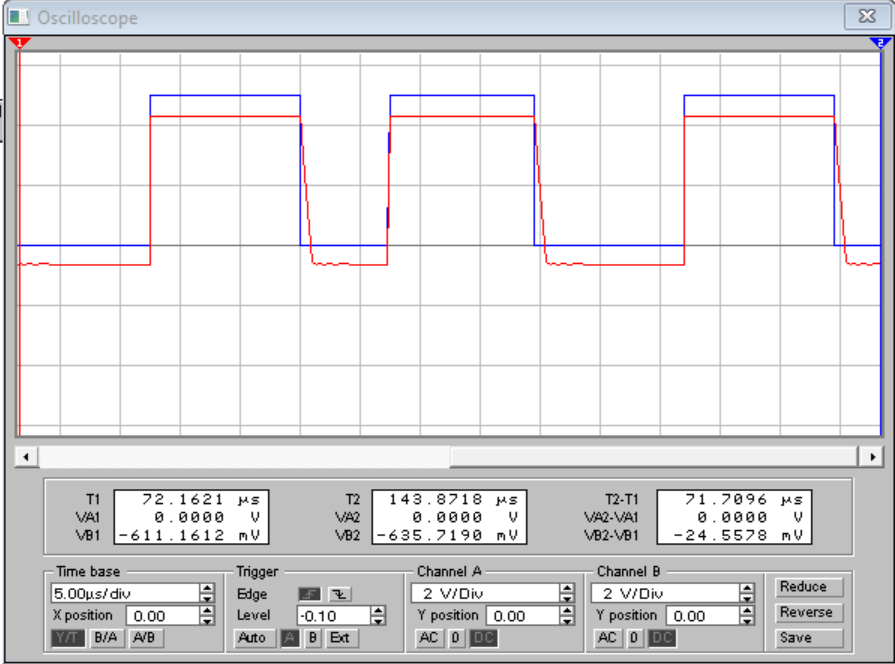 Oscilloscope
1
2
T1 72.1621 µs
VA1 0.0000 V
VB1 -611.1612 mV
T2 143.8718 µs
VA2 0.0000 V
VB2 -635.7190 mV
T2-T1 71.7096 µs
VA2-VA1 0.0000 V
VB2-VB1 -24.5578 mV
Time base
5.00µs/div
X position 0.00
Y/T B/A A/B
Trigger
Edge
Level -0.10
Auto A B Ext
Channel A
2 V/Div
Y position 0.00
AC 0 DC
Channel B
2 V/Div
Y position 0.00
AC 0 DC
Reduce
Reverse
Save